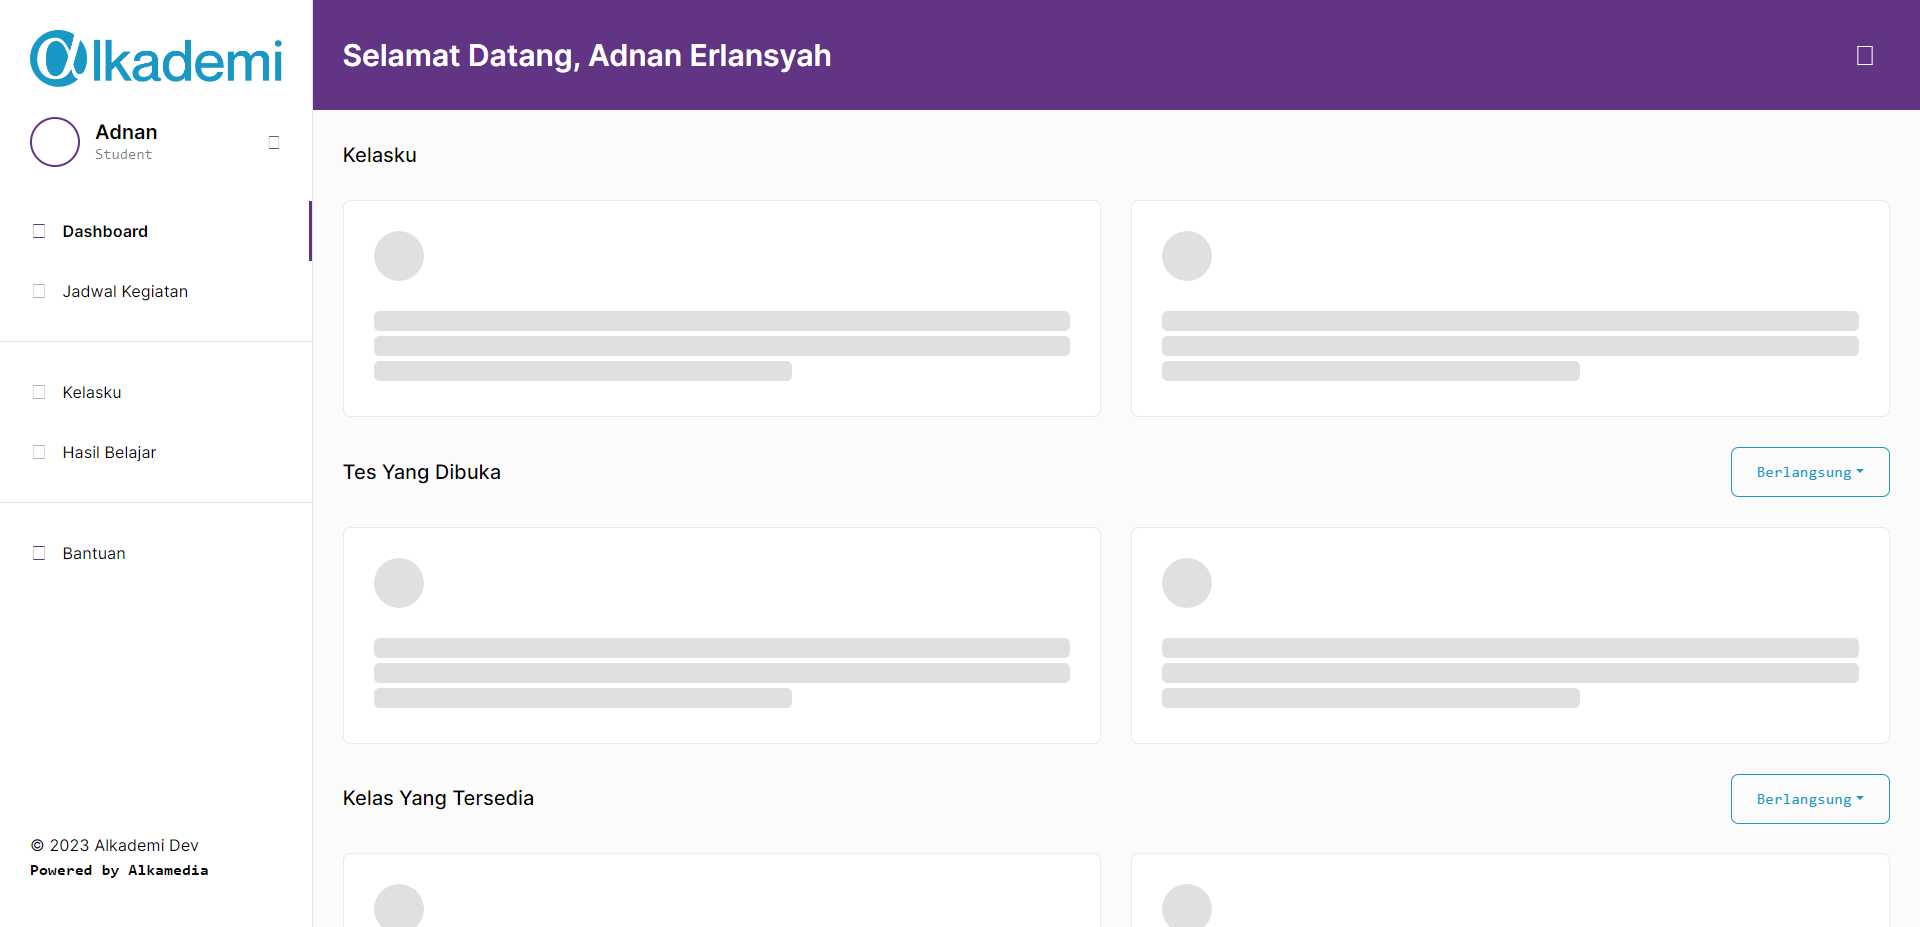 Alkademi
Adnan
Student
Dashboard
Jadwal Kegiatan
Kelasku
Hasil Belajar
Bantuan
© 2023 Alkademi Dev
Powered by Alkamedia
Selamat Datang, Adnan Erlansyah
Kelasku
Tes Yang Dibuka
Berlangsung
Kelas Yang Tersedia
Berlangsung